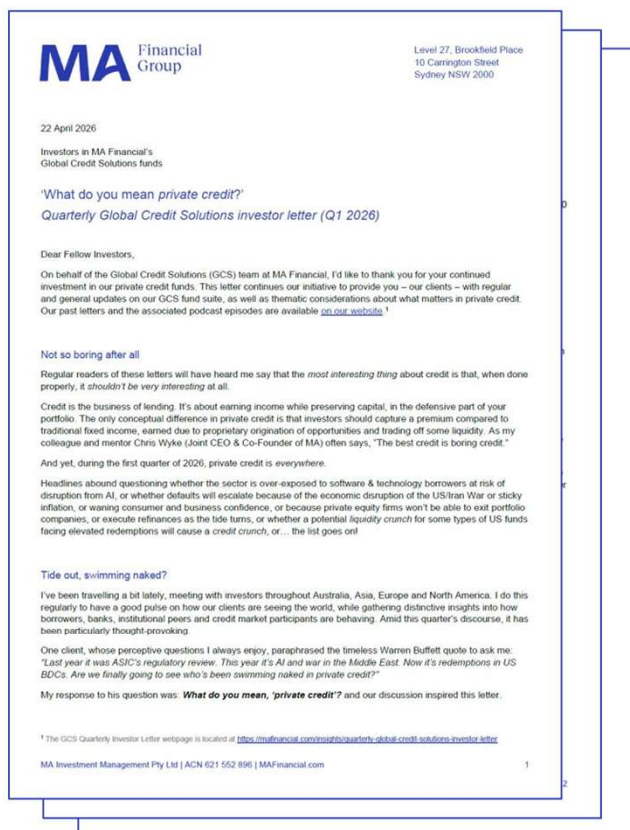 MA Financial
Group
Level 27, Brookfield Place
10 Carrington Street
Sydney NSW 2000
22 April 2026
Investors in MA Financial's
Global Credit Solutions funds
'What do you mean private credit?'
Quarterly Global Credit Solutions investor letter (Q1 2026)
Dear Fellow Investors,
On behalf of the Global Credit Solutions (GCS) team at MA Financial, I'd like to thank you for your continued
investment in our private credit funds. This letter continues our initiative to provide you – our clients – with regular
and general updates on our GCS fund suite, as well as thematic considerations about what matters in private credit.
Our past letters and the associated podcast episodes are available on our website.¹
Not so boring after all
Regular readers of these letters will have heard me say that the most interesting thing about credit is that, when done
properly, it shouldn't be very interesting at all.
Credit is the business of lending. It's about earning income while preserving capital, in the defensive part of your
portfolio. The only conceptual difference in private credit is that investors should capture a premium compared to
traditional fixed income, earned due to proprietary origination of opportunities and trading off some liquidity. As my
colleague and mentor Chris Wyke (Joint CEO & Co-Founder of MA) often says, "The best credit is boring credit."
And yet, during the first quarter of 2026, private credit is everywhere.
Headlines abound questioning whether the sector is over-exposed to software & technology borrowers at risk of
disruption from AI, or whether defaults will escalate because of the economic disruption of the US/Iran War or sticky
inflation, or waning consumer and business confidence, or because private equity firms won't be able to exit portfolio
companies, or execute refinances as the tide turns, or whether a potential liquidity crunch for some types of US funds
facing elevated redemptions will cause a credit crunch, or… the list goes on!
Tide out, swimming naked?
I've been travelling a bit lately, meeting with investors throughout Australia, Asia, Europe and North America. I do this
regularly to have a good pulse on how our clients are seeing the world, while gathering distinctive insights into how
borrowers, banks, institutional peers and credit market participants are behaving. Amid this quarter's discourse, it has
been particularly thought-provoking.
One client, whose perceptive questions I always enjoy, paraphrased the timeless Warren Buffett quote to ask me:
"Last year it was ASIC's regulatory review. This year it's AI and war in the Middle East. Now it's redemptions in US
BDCs. Are we finally going to see who's been swimming naked in private credit?"
My response to his question was: What do you mean, 'private credit'? and our discussion inspired this letter.
¹ The GCS Quarterly Investor Letter webpage is located at https://mafinancial.com/insights/quarterly-global-credit-solutions-investor-letter
MA Investment Management Pty Ltd | ACN 621 552 896 | MAFinancial.com 1
2